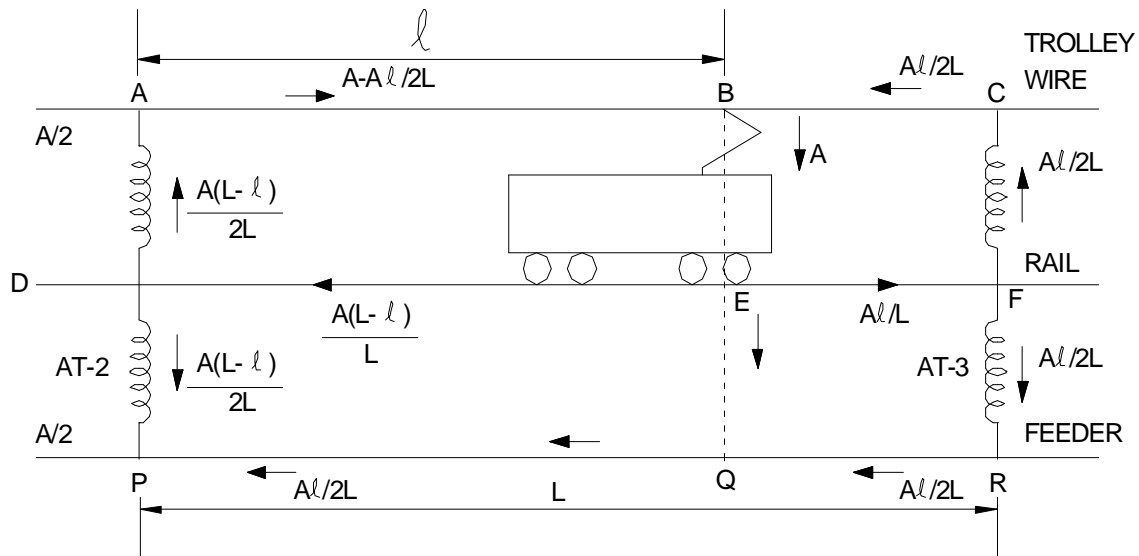 ℓ
TROLLEY
WIRE
A-Aℓ/2L
Aℓ/2L
A
B
C
A/2
A
A(L-ℓ)
2L
Aℓ/2L
D
RAIL
E
F
A(L-ℓ)
L
Aℓ/L
AT-2
A(L-ℓ)
2L
AT-3
Aℓ/2L
A/2
FEEDER
P
Aℓ/2L
L
Q
Aℓ/2L
R